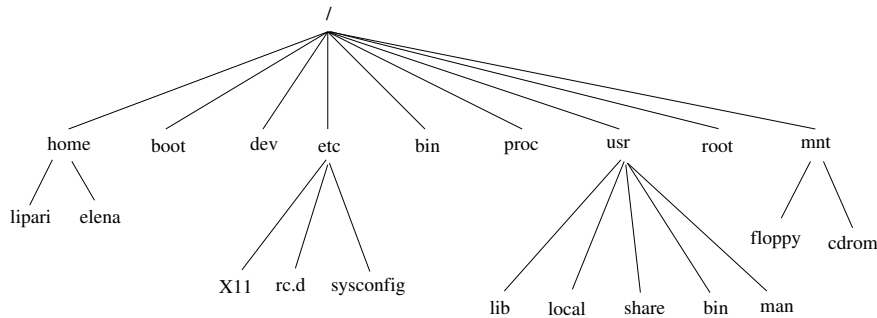 /
home boot dev etc bin proc usr root mnt
lipari elena
floppy cdrom
X11 rc.d sysconfig
lib local share bin man